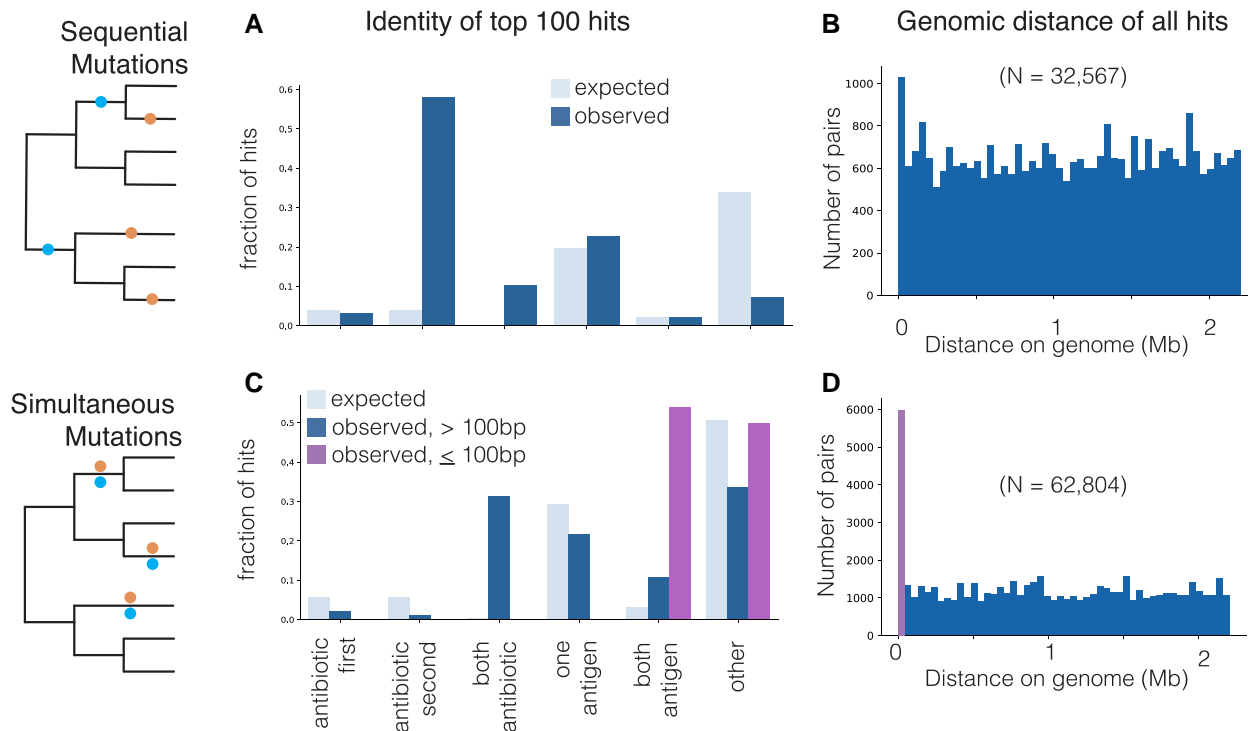 Sequential
Mutations
A
Identity of top 100 hits
fraction of hits
0.6
0.5
0.4
0.3
0.2
0.1
0.0
expected
observed
B
Genomic distance of all hits
(N = 32,567)
Number of pairs
1000
800
600
400
200
0
0
1
2
Distance on genome (Mb)
Simultaneous
Mutations
C
fraction of hits
0.5
0.4
0.3
0.2
0.1
0.0
expected
observed, > 100bp
observed, ≤ 100bp
antibiotic
first
antibiotic
second
both
antibiotic
one
antigen
both
antigen
other
D
(N = 62,804)
Number of pairs
6000
5000
4000
3000
2000
1000
0
0
1
2
Distance on genome (Mb)